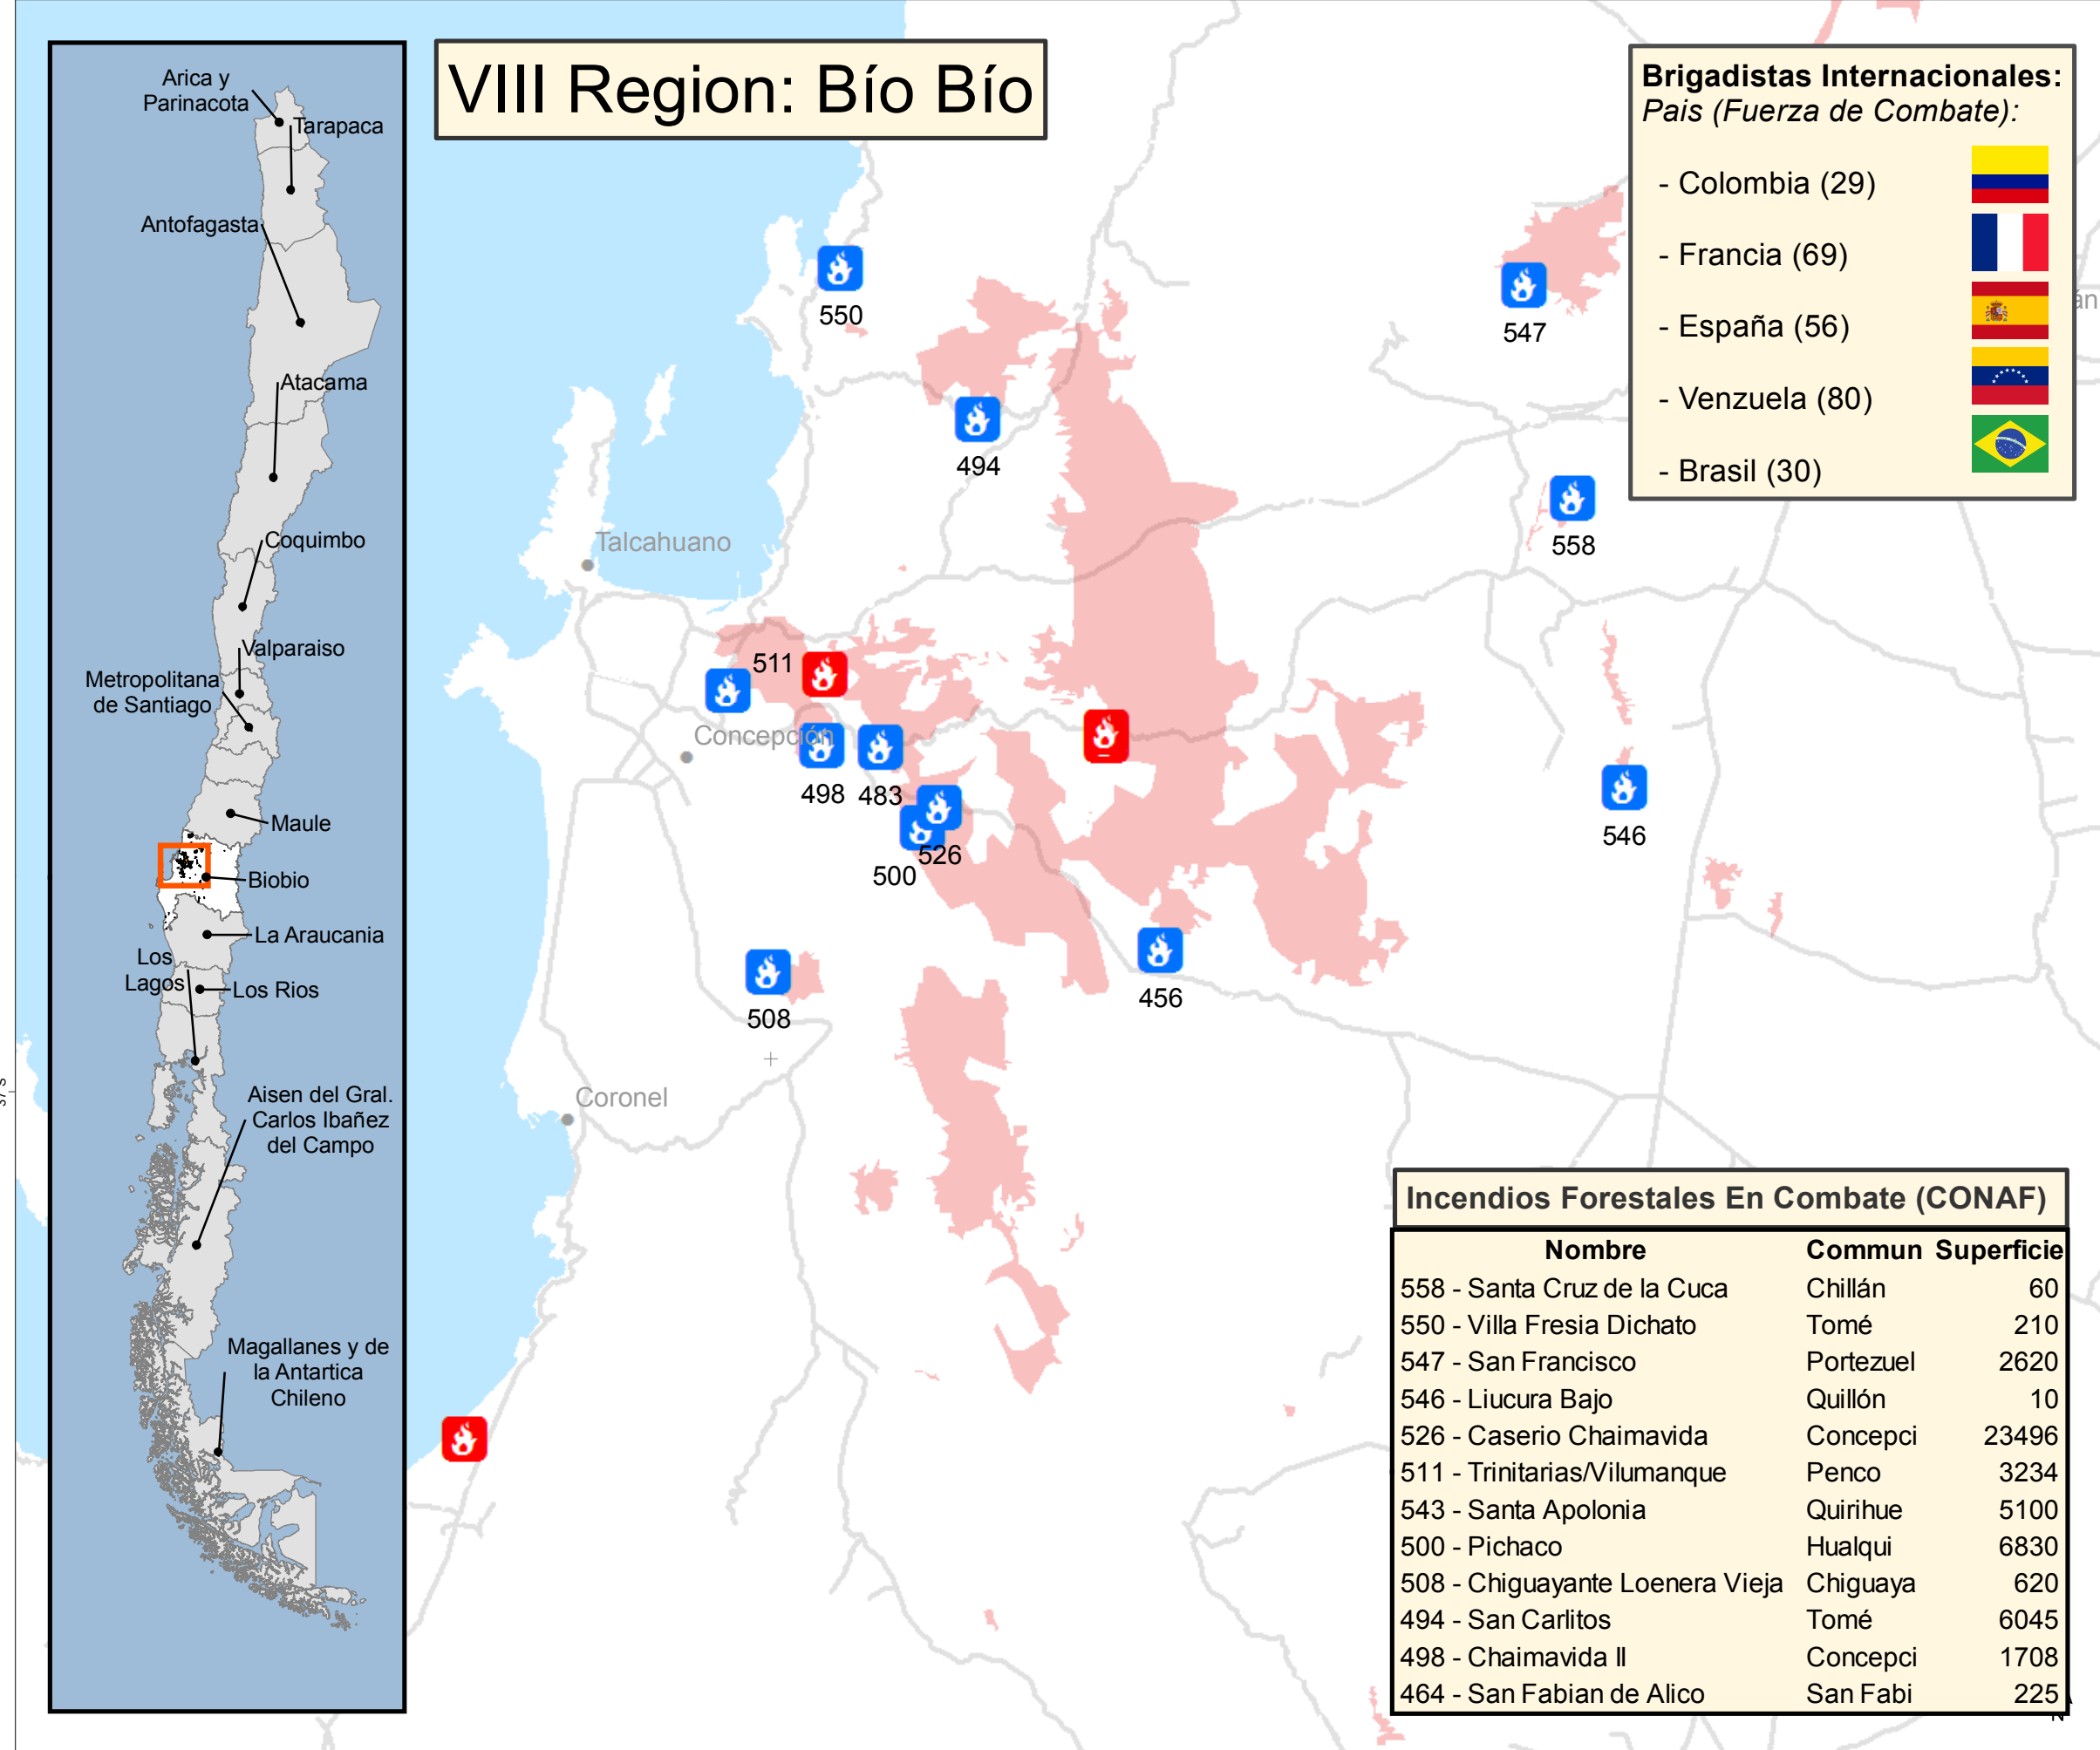 VIII Region: Bío Bío
Arica y
Parinacota
Tarapaca
Antofagasta
Atacama
Coquimbo
Valparaiso
Metropolitana
de Santiago
Maule
Biobio
La Araucania
Los
Lagos
Los Rios
Aisen del Gral.
Carlos Ibañez
del Campo
Magallanes y de
la Antartica
Chileno
Brigadistas Internacionales:
Pais (Fuerza de Combate):
- Colombia (29)
- Francia (69)
- España (56)
- Venzuela (80)
- Brasil (30)
550
547
494
558
Talcahuano
511
Concepción
498
483
546
526
500
456
508
Coronel
Incendios Forestales En Combate (CONAF)
Nombre Commun Superficie
558 - Santa Cruz de la Cuca Chillán 60
550 - Villa Fresia Dichato Tomé 210
547 - San Francisco Portezuel 2620
546 - Liucura Bajo Quillón 10
526 - Caserio Chaimavida Concepci 23496
511 - Trinitarias/Vilumanque Penco 3234
543 - Santa Apolonia Quirihue 5100
500 - Pichaco Hualqui 6830
508 - Chiguayante Loenera Vieja Chiguaya 620
494 - San Carlitos Tomé 6045
498 - Chaimavida II Concepci 1708
464 - San Fabian de Alico San Fabi 225